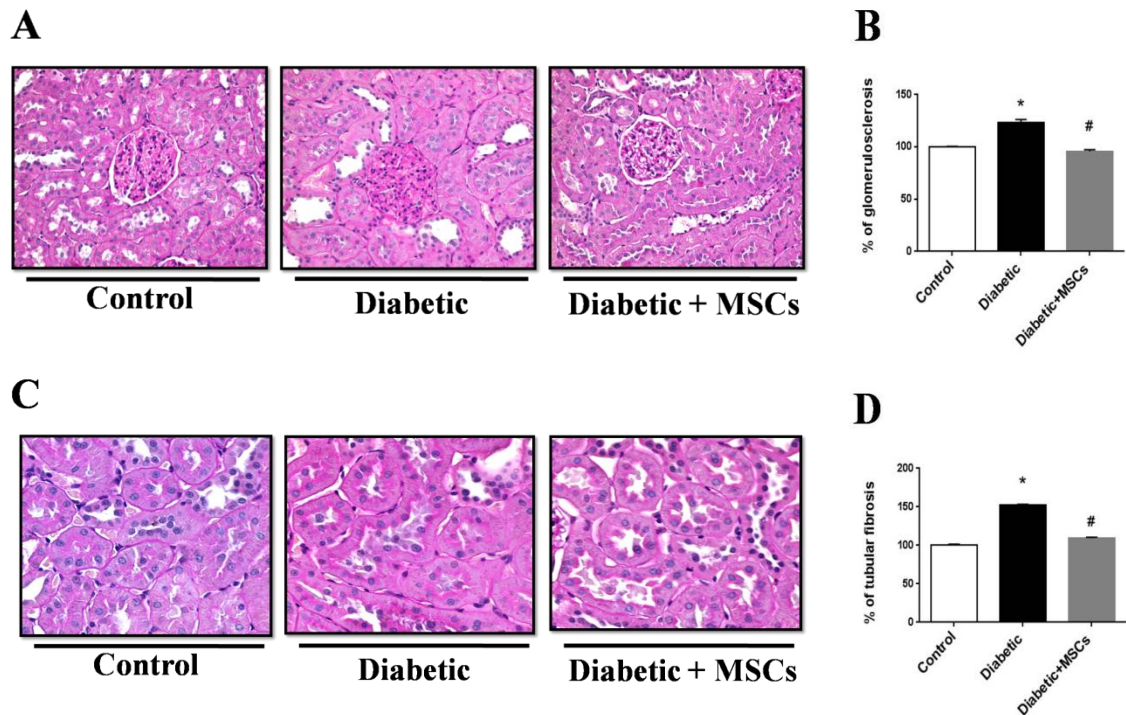 A
Control
Diabetic
Diabetic + MSCs
B
% of glomerulosclerosis
150
100
50
0
*
#
Control
Diabetic
Diabetic+MSCs
C
Control
Diabetic
Diabetic + MSCs
D
% of tubular fibrosis
200
150
100
50
0
*
#
Control
Diabetic
Diabetic+MSCs